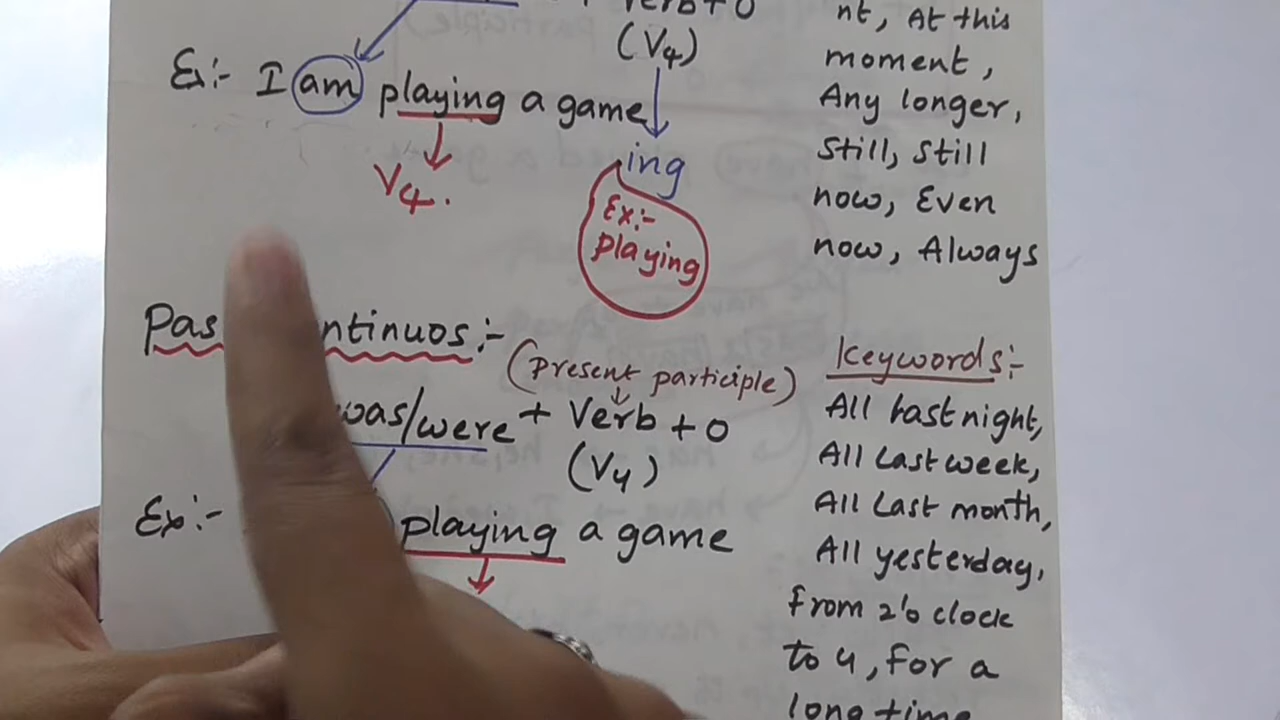 Verb + O
(V4)
Ex:- I am playing a game
V4.
ing
Ex:-
playing
nt, At this
moment,
Any longer,
Still, Still
now, Even
now, Always
(Present participle)
was/were + Verb + O
(V4)
Ex:- playing a game
Keywords:-
All last night,
All Last week,
All Last month,
All yesterday,
From 2'o clock
to 4, For a
long time